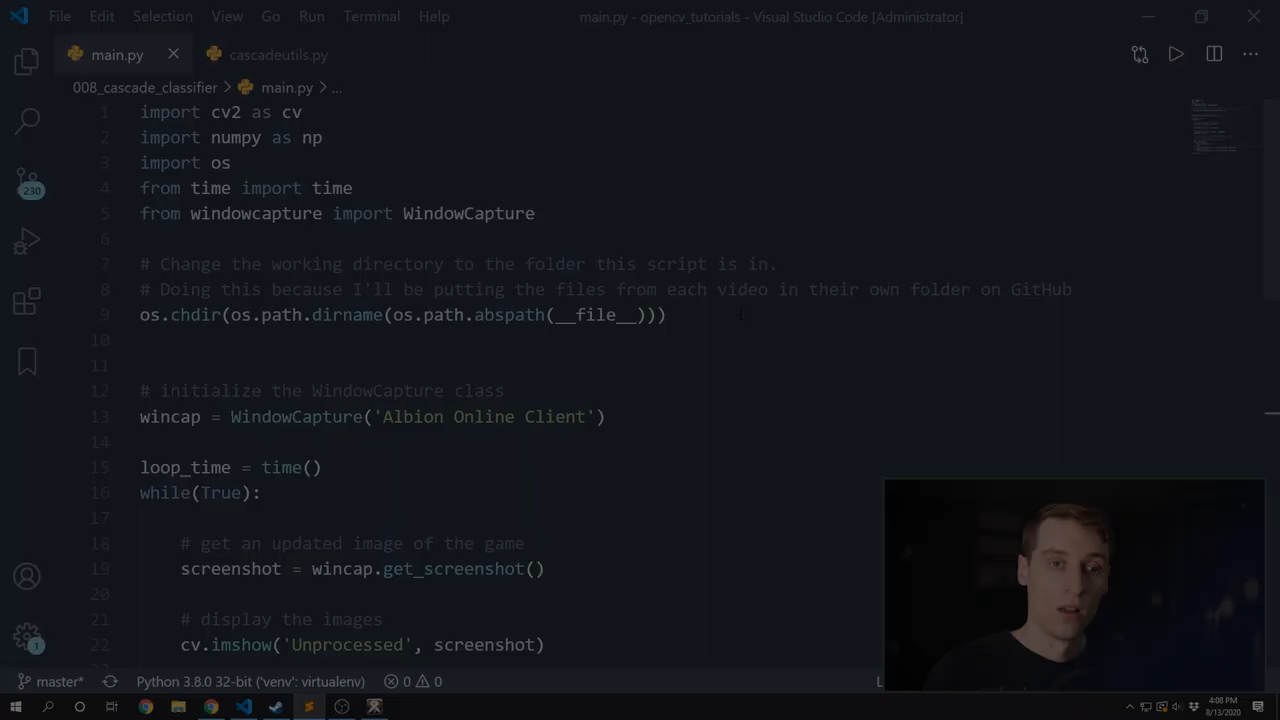 File Edit Selection View Go Run Terminal Help main.py - opencv_tutorials - Visual Studio Code [Administrator]
main.py cascadeutils.py
008_cascade_classifier > main.py > ...
1 import cv2 as cv
2 import numpy as np
3 import os
4 from time import time
5 from windowcapture import WindowCapture
6
7 # Change the working directory to the folder this script is in.
8 # Doing this because I'll be putting the files from each video in their own folder on GitHub
9 os.chdir(os.path.dirname(os.path.abspath(__file__)))
10
11
12 # initialize the WindowCapture class
13 wincap = WindowCapture('Albion Online Client')
14
15 loop_time = time()
16 while(True):
17
18 # get an updated image of the game
19 screenshot = wincap.get_screenshot()
20
21 # display the images
22 cv.imshow('Unprocessed', screenshot)
230
1
master* Python 3.8.0 32-bit ('venv': virtualenv) 0 0 L
4:08 PM
8/13/2020